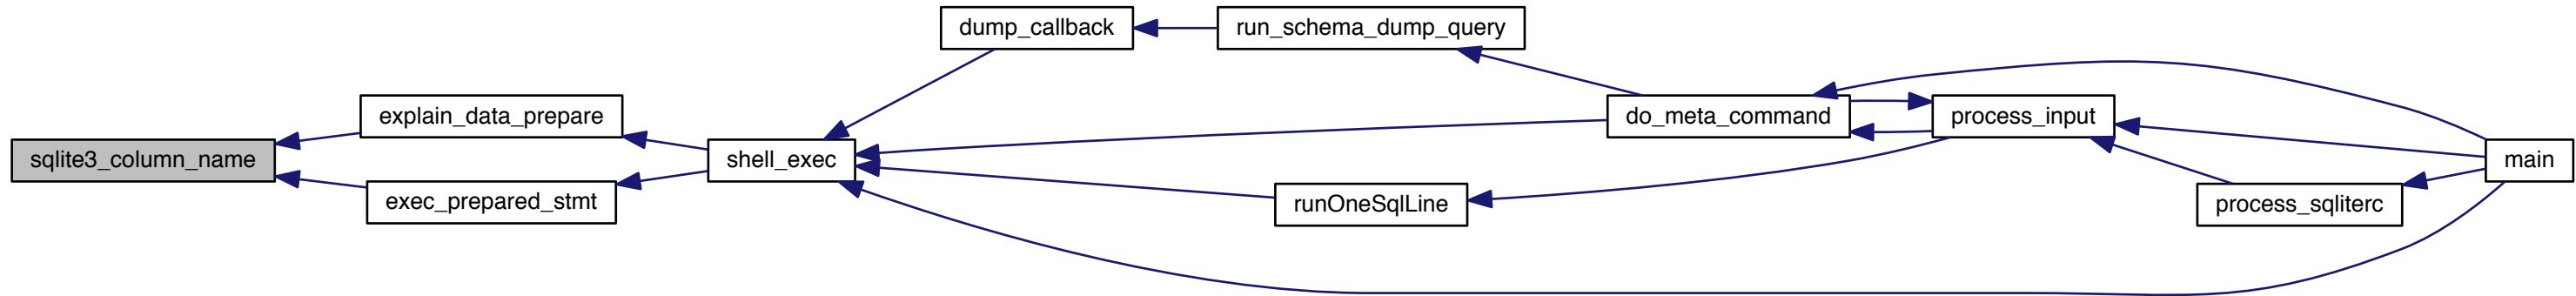 dump_callback
run_schema_dump_query
explain_data_prepare
do_meta_command
process_input
sqlite3_column_name
shell_exec
main
exec_prepared_stmt
runOneSqlLine
process_sqliterc